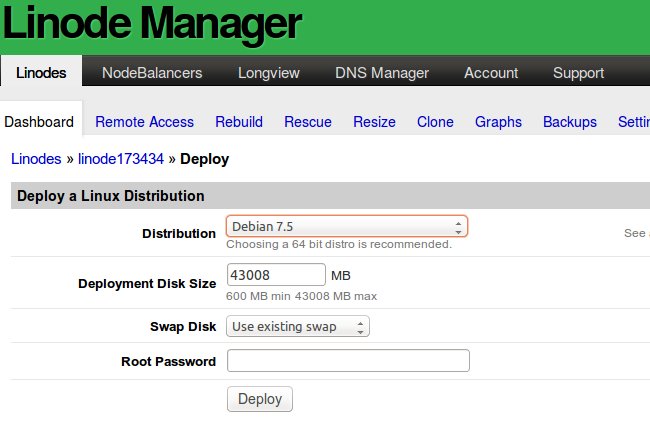 Linode Manager
Linodes NodeBalancers Longview DNS Manager Account Support
Dashboard Remote Access Rebuild Rescue Resize Clone Graphs Backups
Linodes » linode173434 » Deploy
Deploy a Linux Distribution
Distribution Debian 7.5 See
Choosing a 64 bit distro is recommended.
Deployment Disk Size 43008 MB
600 MB min 43008 MB max
Swap Disk Use existing swap
Root Password
Deploy